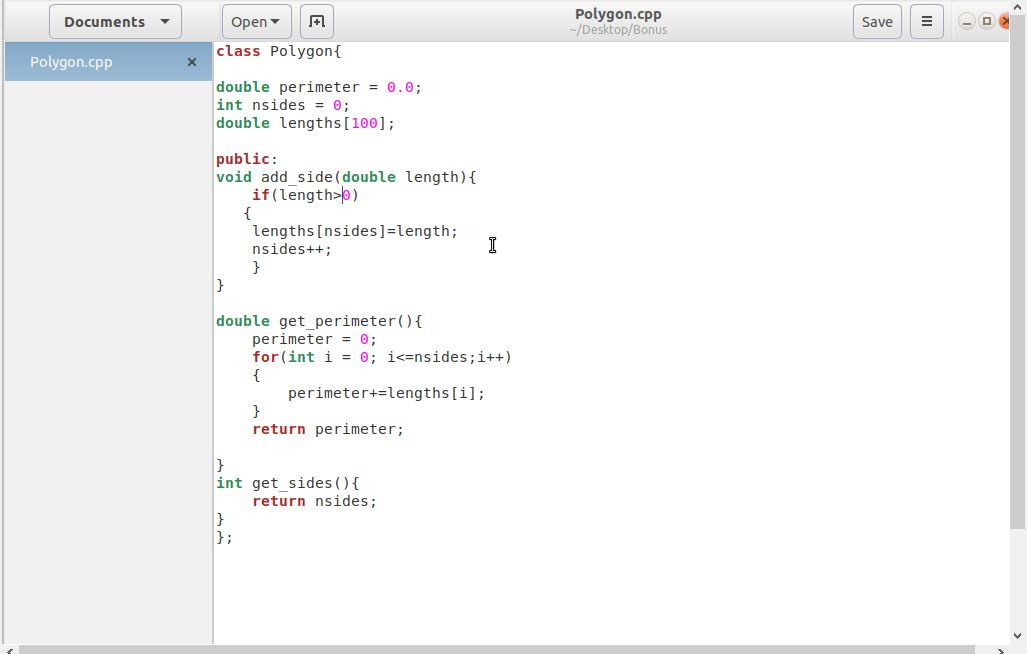 Documents Open Polygon.cpp Save
~/Desktop/Bonus
Polygon.cpp
class Polygon{
double perimeter = 0.0;
int nsides = 0;
double lengths[100];
public:
void add_side(double length){
if(length>0)
{
lengths[nsides]=length;
nsides++;
}
}
double get_perimeter(){
perimeter = 0;
for(int i = 0; i<=nsides;i++)
{
perimeter+=lengths[i];
}
return perimeter;
}
int get_sides(){
return nsides;
}
};